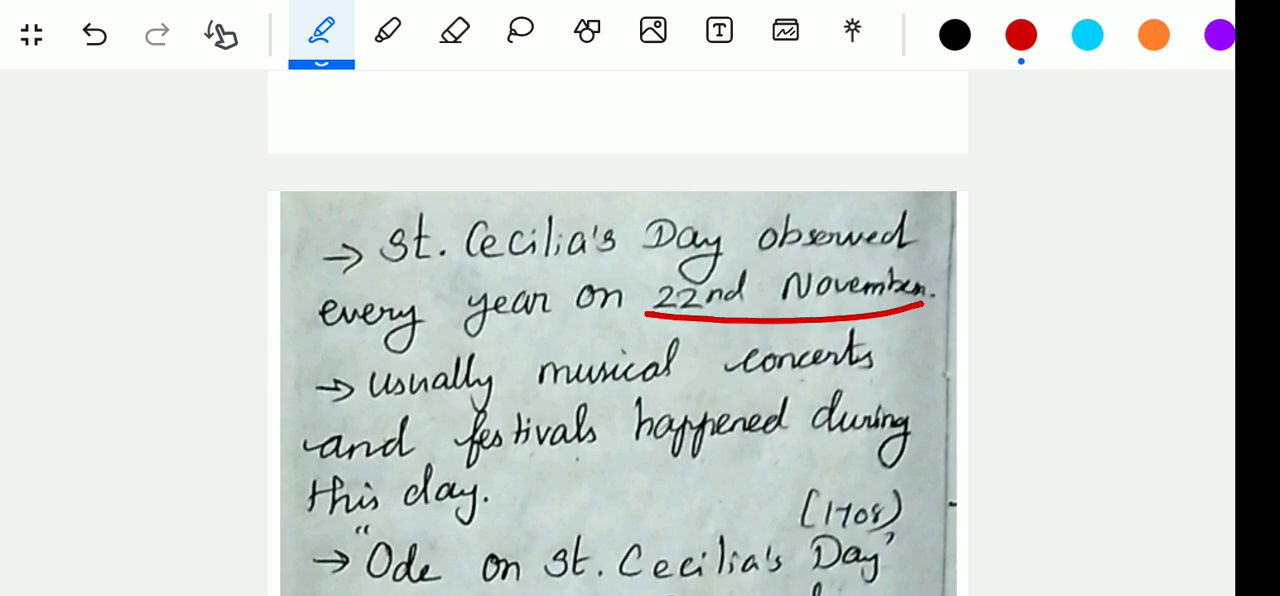 → St. Cecilia's Day observed
every year on 22nd November.
→ Usually musical concerts
and festivals happened during
this day.
(1708)
→ "Ode on St. Cecilia's Day"